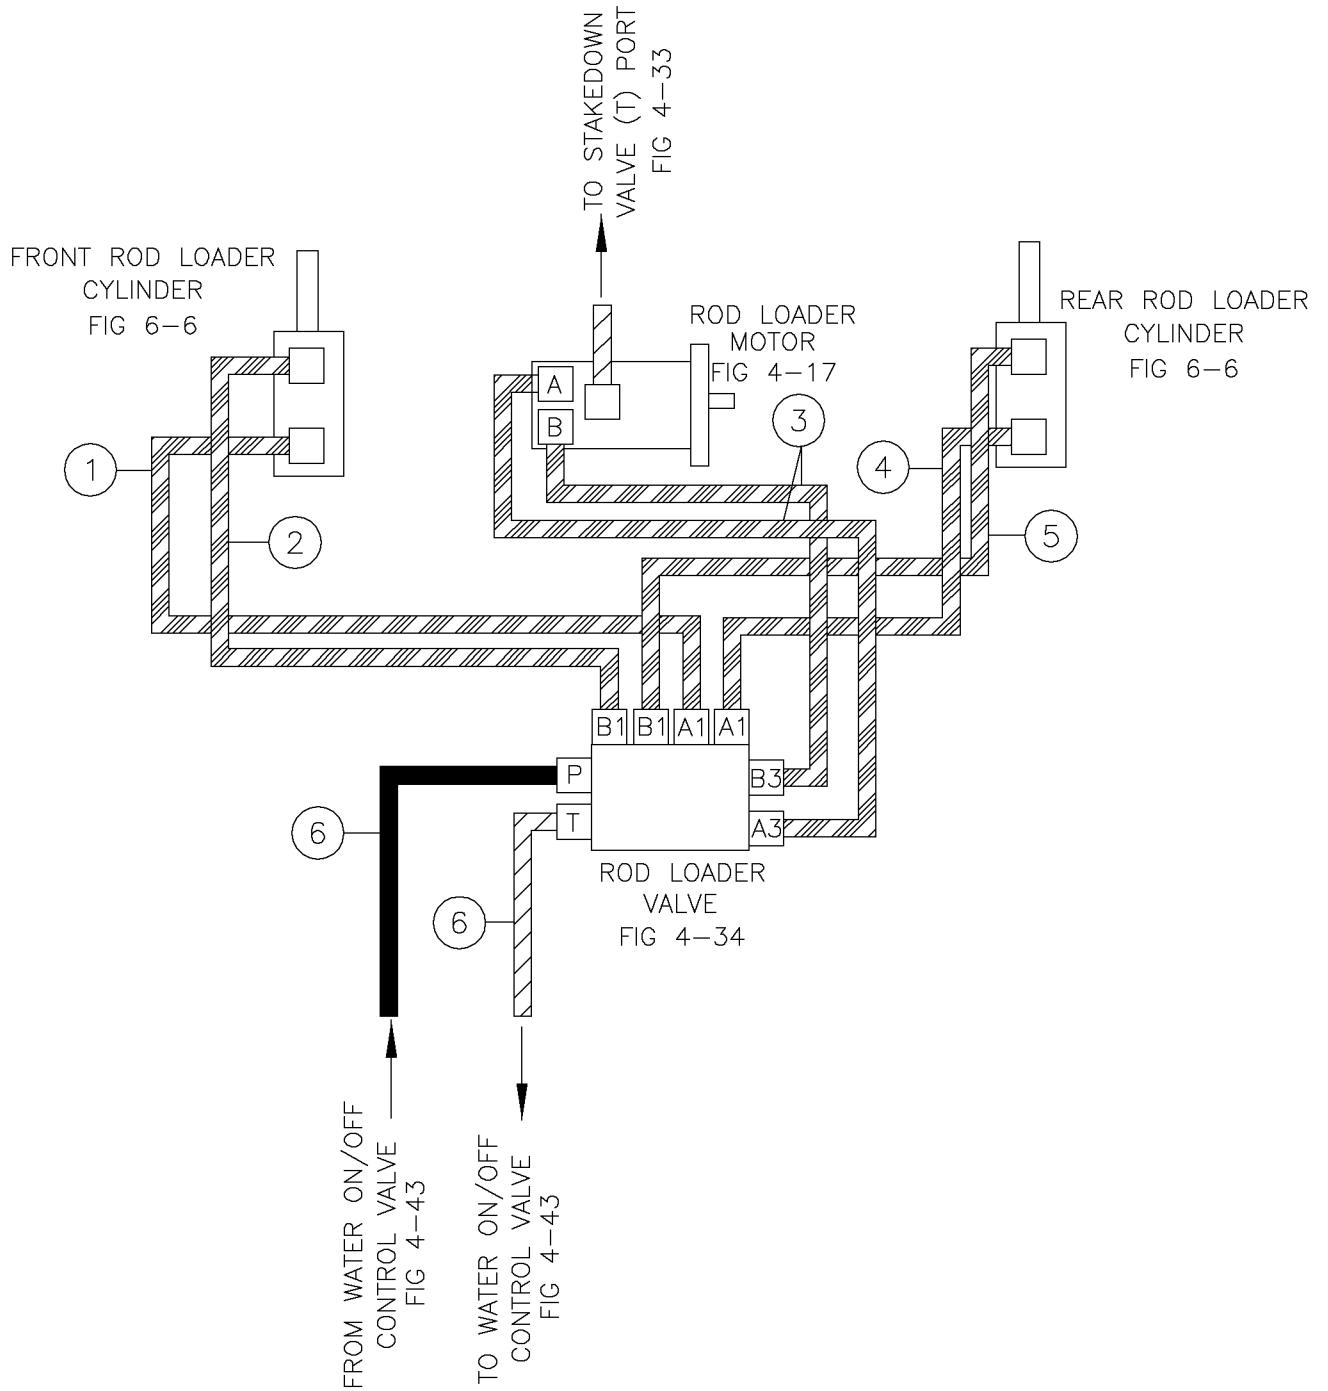 TO STAKEDOWN
VALVE (T) PORT
FIG 4-33
FRONT ROD LOADER
CYLINDER
FIG 6-6
ROD LOADER
MOTOR
FIG 4-17
REAR ROD LOADER
CYLINDER
FIG 6-6
A
B
1
2
3
4
5
B1
B1
A1
A1
P
T
B3
A3
6
6
ROD LOADER
VALVE
FIG 4-34
FROM WATER ON/OFF
CONTROL VALVE
FIG 4-43
TO WATER ON/OFF
CONTROL VALVE
FIG 4-43